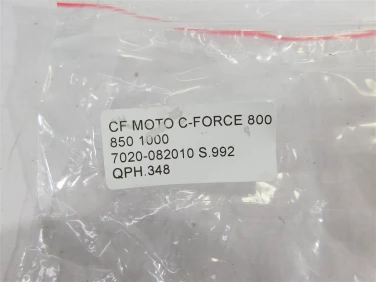 CF MOTO C-FORCE 800
850 1000
7020-082010 S.992
QPH.348